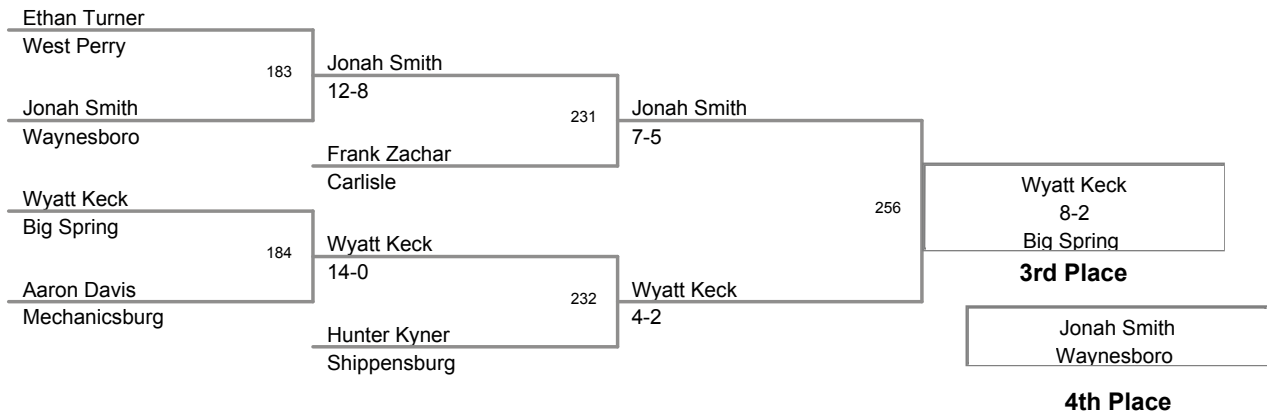 Ethan Turner
West Perry
183
Jonah Smith
12-8
Jonah Smith
Waynesboro
231
Jonah Smith
7-5
Frank Zachar
Carlisle
Wyatt Keck
Big Spring
184
Wyatt Keck
14-0
Aaron Davis
Mechanicsburg
232
Wyatt Keck
4-2
Hunter Kyner
Shippensburg
256
Wyatt Keck
8-2
Big Spring
3rd Place
Jonah Smith
Waynesboro
4th Place